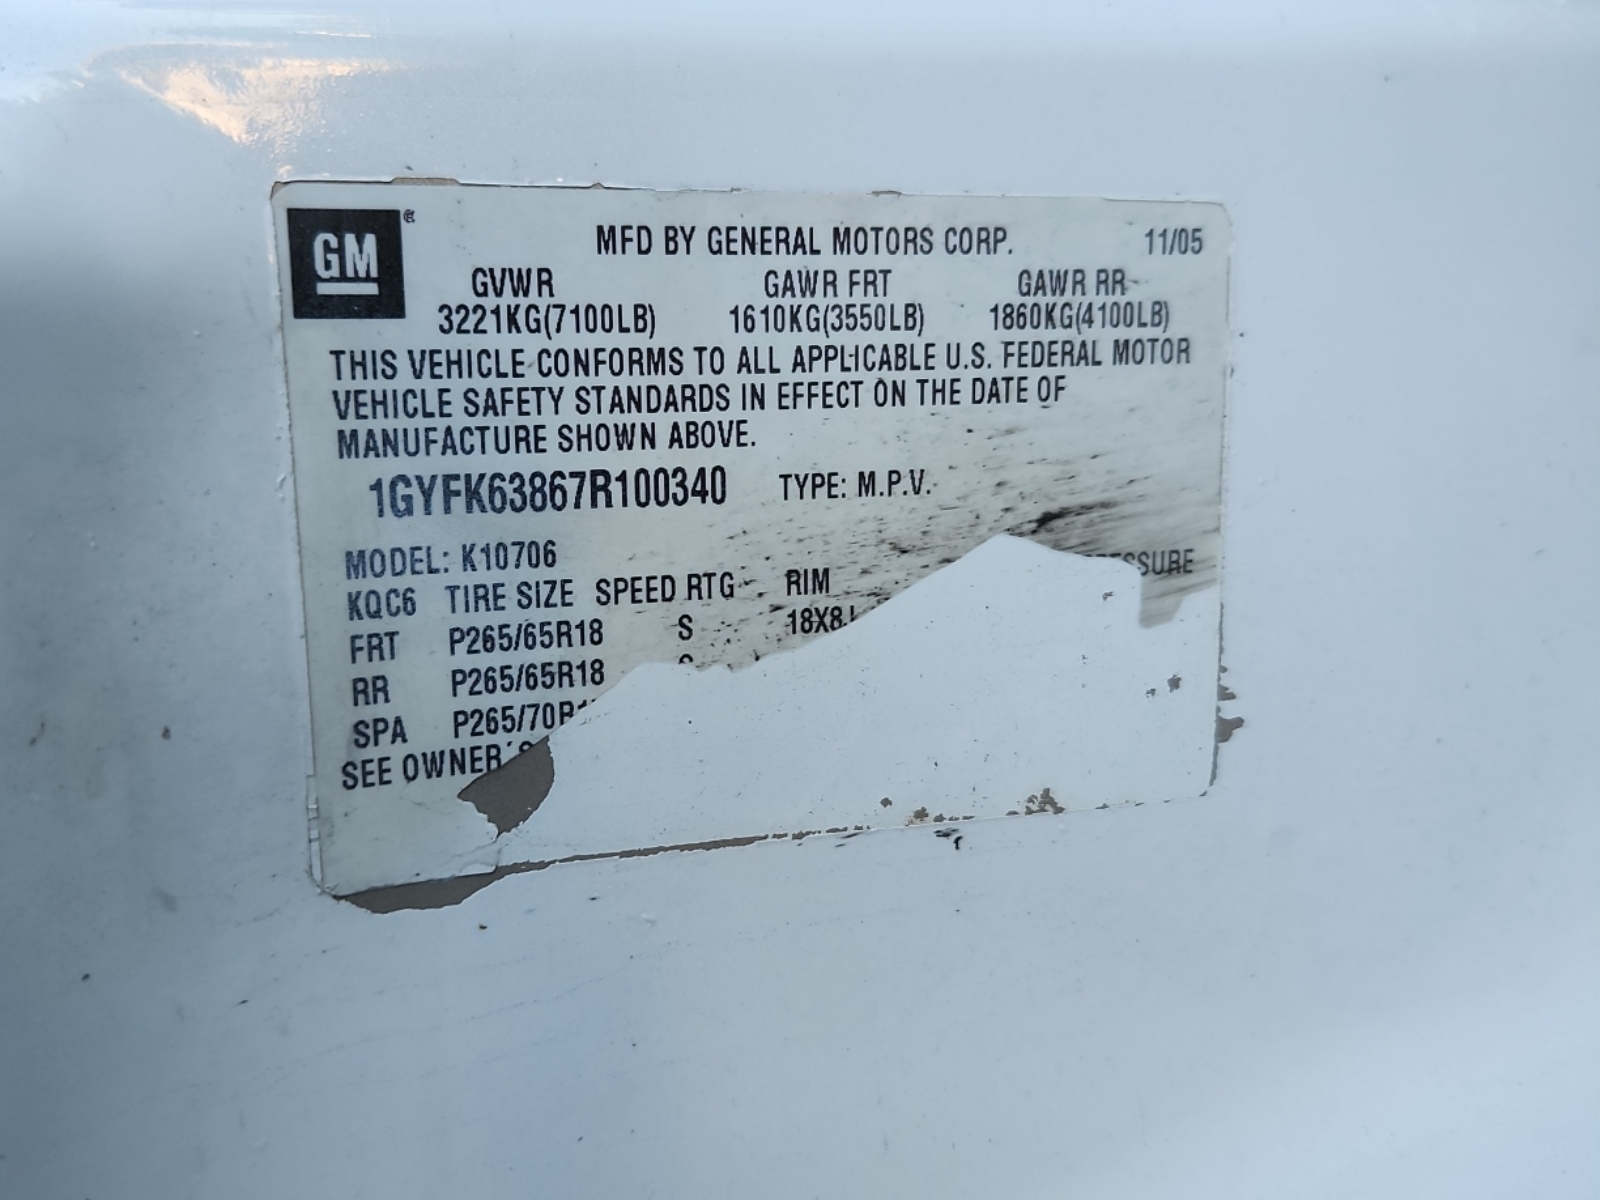 GM
MFD BY GENERAL MOTORS CORP. 11/05
GVWR GAWR FRT GAWR RR
3221KG(7100LB) 1610KG(3550LB) 1860KG(4100LB)
THIS VEHICLE CONFORMS TO ALL APPLICABLE U.S. FEDERAL MOTOR
VEHICLE SAFETY STANDARDS IN EFFECT ON THE DATE OF
MANUFACTURE SHOWN ABOVE.
1GYFK63867R100340 TYPE: M.P.V.
MODEL: K10706
KQC6 TIRE SIZE SPEED RTG RIM
FRT P265/65R18 S
RR P265/65R18
SPA
SEE